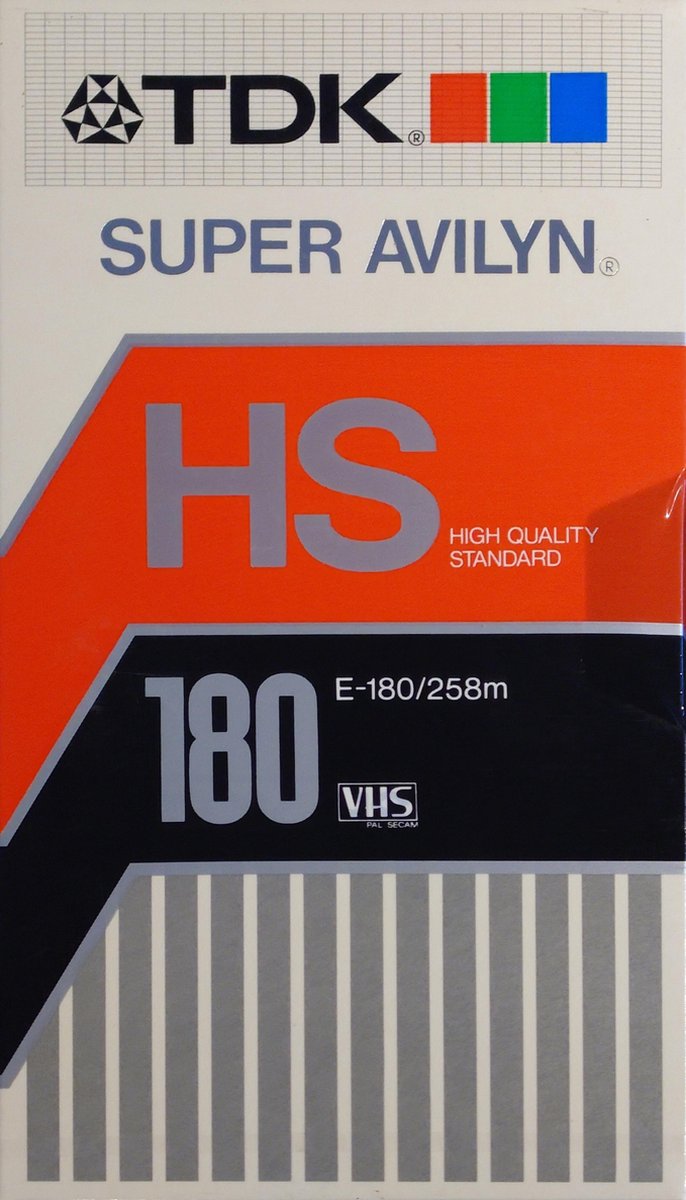 TDK®
SUPER AVILYN®
HS
HIGH QUALITY
STANDARD
180
E-180/258m
VHS
PAL SECAM